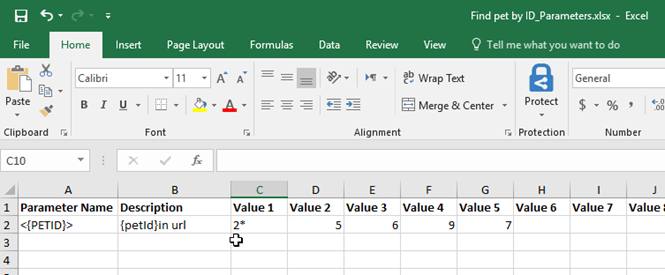 Find pet by ID_Parameters.xlsx - Excel
File Home Insert Page Layout Formulas Data Review View Tell me what you want to do
Calibri 11 A A ab Wrap Text General
Paste B I U A Merge & Center Protect $ % , .00
Clipboard Font Alignment Protection Number
C10 fx
A B C D E F G H I J
1 Parameter Name Description Value 1 Value 2 Value 3 Value 4 Value 5 Value 6 Value 7 Value 8
2 <{PETID}> {petId}in url 2* 5 6 9 7
3
4